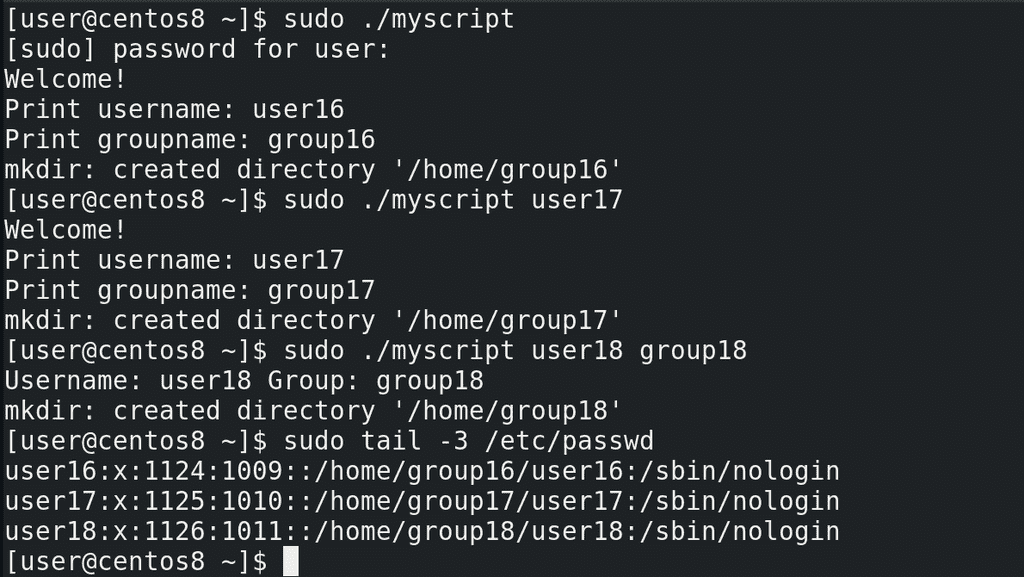 [user@centos8 ~]$ sudo ./myscript
[sudo] password for user:
Welcome!
Print username: user16
Print groupname: group16
mkdir: created directory '/home/group16'
[user@centos8 ~]$ sudo ./myscript user17
Welcome!
Print username: user17
Print groupname: group17
mkdir: created directory '/home/group17'
[user@centos8 ~]$ sudo ./myscript user18 group18
Username: user18 Group: group18
mkdir: created directory '/home/group18'
[user@centos8 ~]$ sudo tail -3 /etc/passwd
user16:x:1124:1009::/home/group16/user16:/sbin/nologin
user17:x:1125:1010::/home/group17/user17:/sbin/nologin
user18:x:1126:1011::/home/group18/user18:/sbin/nologin
[user@centos8 ~]$